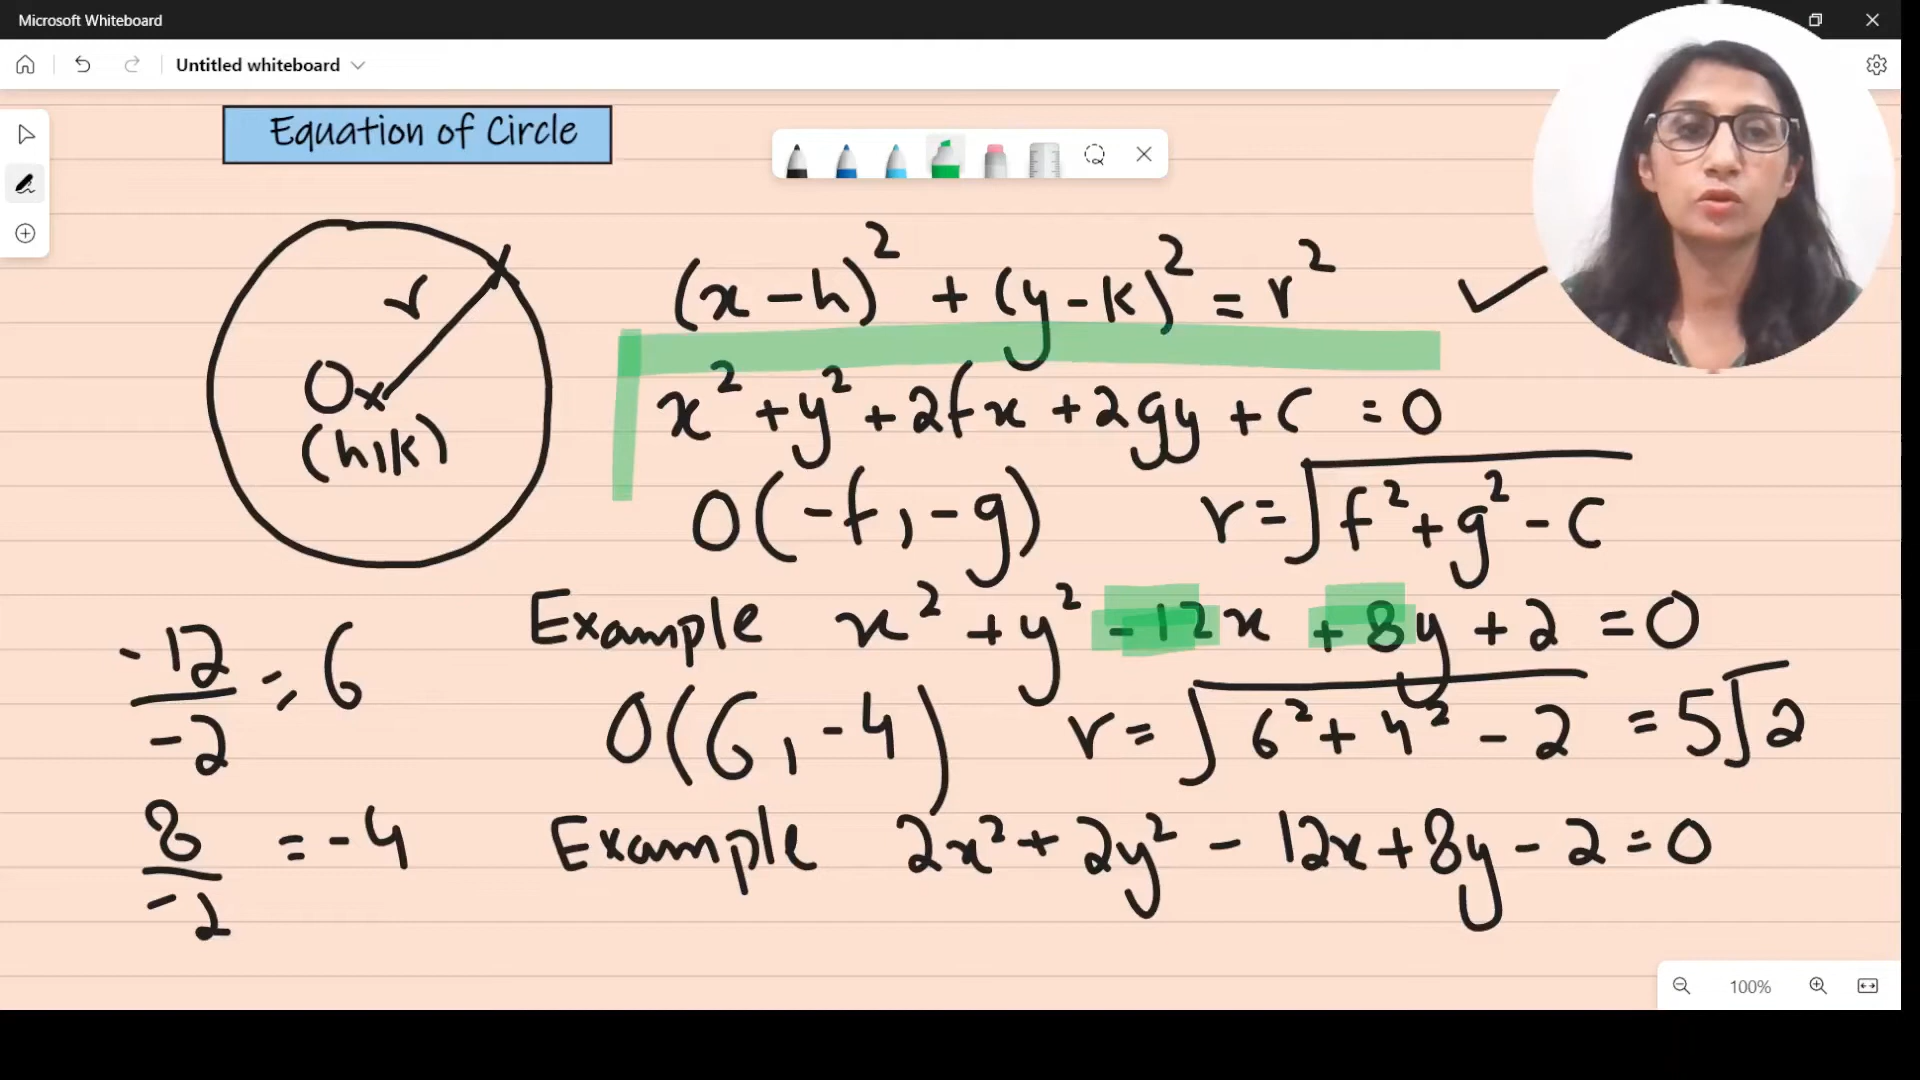 Microsoft Whiteboard
Untitled whiteboard
Equation of Circle
r
O
(h,k)
(x-h)² + (y-k)² = r²
x² + y² + 2fx + 2gy + c = 0
O(-f, -g) r = √f² + g² - c
Example x² + y² - 12x + 8y + 2 = 0
-12/-2 = 6
O(6, -4) r = √6² + 4² - 2 = 5√2
8/-2 = -4
Example 2x² + 2y² - 12x + 8y - 2 = 0
100%